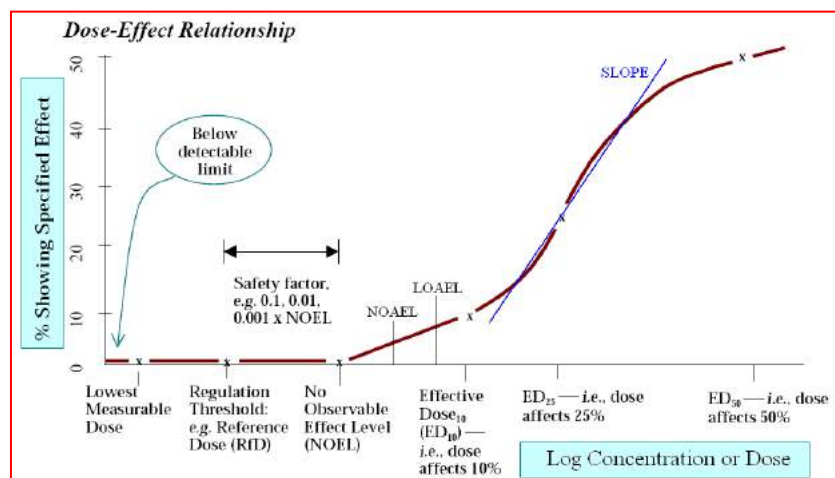 Dose-Effect Relationship
50
40
30
20
10
0
% Showing Specified Effect
Below
detectable
limit
SLOPE
Safety factor,
e.g. 0.1, 0.01,
0.001 x NOEL
NOAEL
LOAEL
x
x
x
x
x
x
Lowest
Measurable
Dose
Regulation
Threshold:
e.g. Reference
Dose (RfD)
No
Observable
Effect Level
(NOEL)
Effective
Dose₁₀
(ED₁₀) —
i.e., dose
affects 10%
ED₂₅ — i.e., dose
affects 25%
ED₅₀ — i.e., dose
affects 50%
Log Concentration or Dose